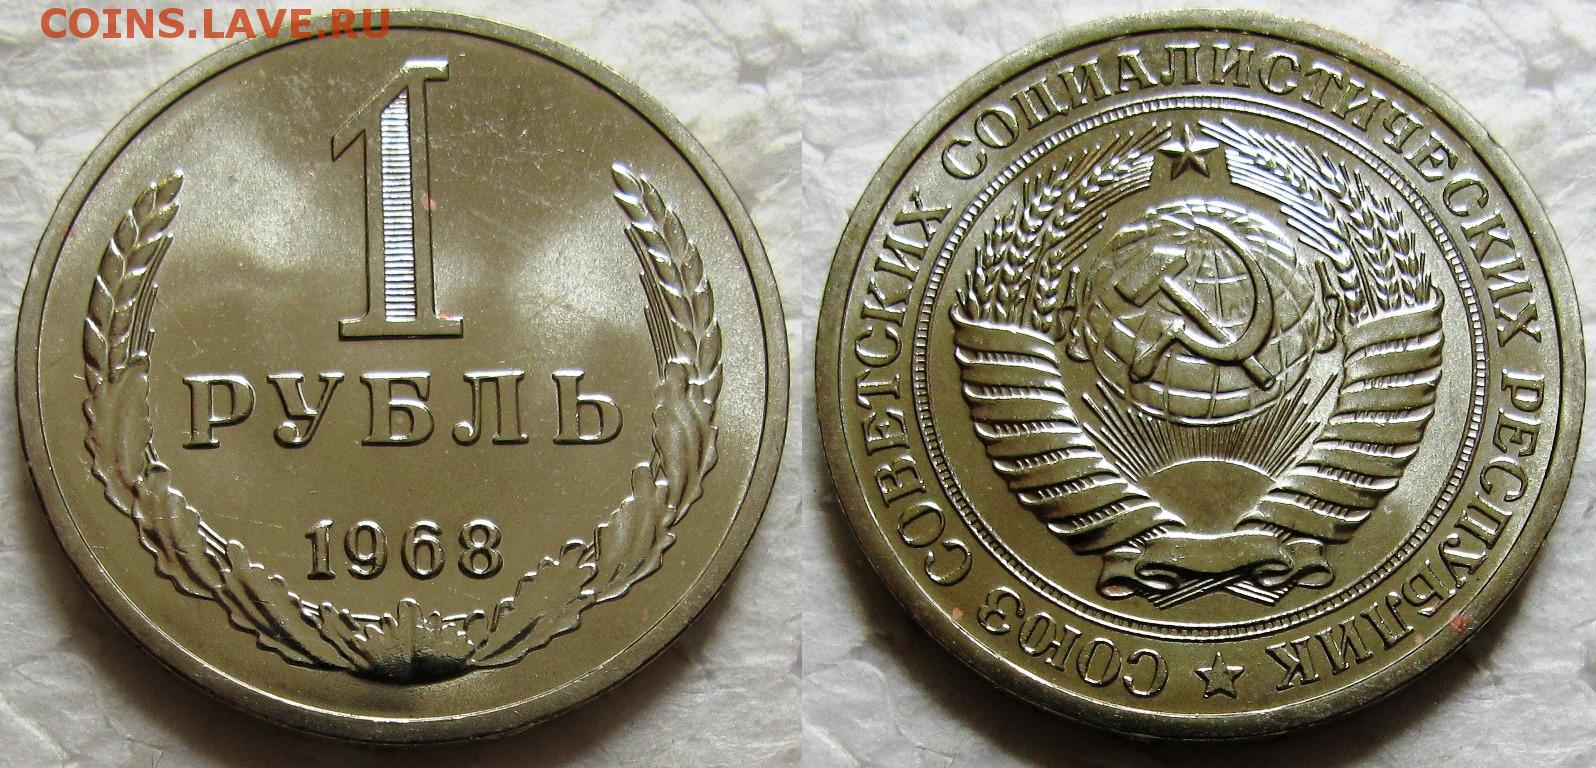 COINS.LAVE.RU
1
РУБЛЬ
1968
СОЮЗ СОВЕТСКИХ СОЦИАЛИСТИЧЕСКИХ РЕСПУБЛИК